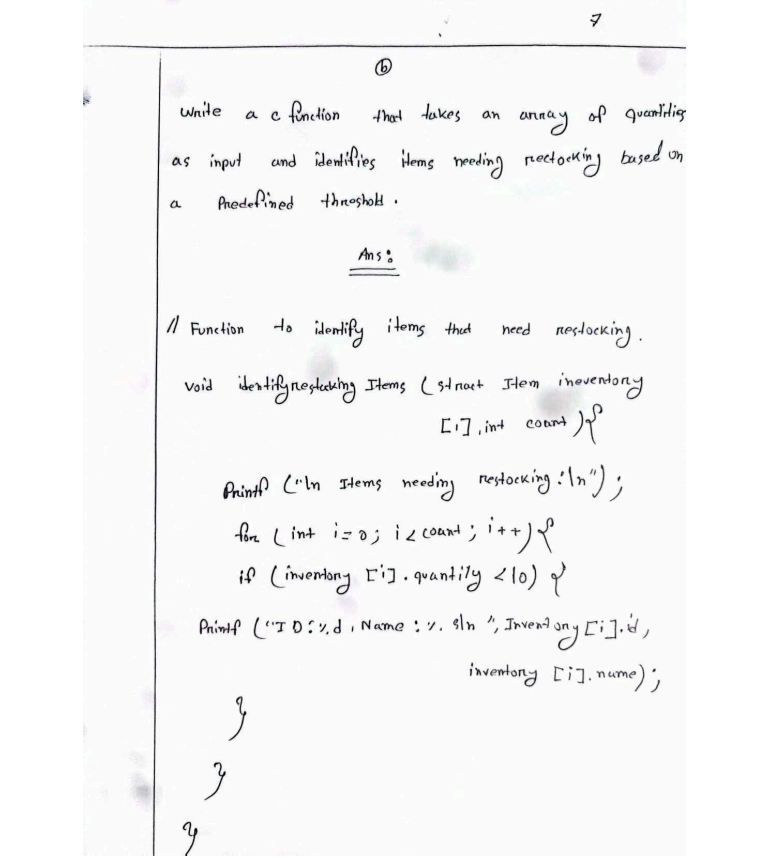 7
(b)
Write a c function that takes an array of quantities
as input and identifies items needing rectocking based on
a Predefined threshold.
Ans:
// Function to identify items that need restocking.
Void identifyrestocking Items (struct Item ineventory
[i], int count){
Printf ("\n Items needing restocking:\n");
for (int i=0; i<count; i++){
if (inventory [i].quantity <10) {
Printf ("ID:%d, Name:%s\n", Inventory[i].id,
inventory [i].name);
}
}
}